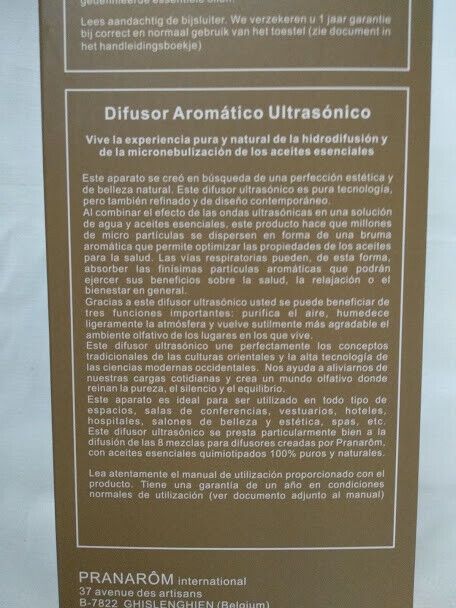 Lees aandachtig de bijsluiter. We verzekeren u 1 jaar garantie
bij correct en normaal gebruik van het toestel (zie document in
het handleidingsboekje)
Difusor Aromático Ultrasónico
Vive la experiencia pura y natural de la hidrodifusión y
de la micronebulización de los aceites esenciales
Este aparato se creó en búsqueda de una perfección estética y
de belleza natural. Este difusor ultrasónico es pura tecnología,
pero también refinado y de diseño contemporáneo.
Al combinar el efecto de las ondas ultrasónicas en una solución
de agua y aceites esenciales, este producto hace que millones
de micro partículas se dispersen en forma de una bruma
aromática que permite optimizar las propiedades de los aceites
para la salud. Las vías respiratorias pueden, de esta forma,
absorber las finísimas partículas aromáticas que podrán
ejercer sus beneficios sobre la salud, la relajación o el
bienestar en general.
Gracias a este difusor ultrasónico usted se puede beneficiar de
tres funciones importantes: purifica el aire, humedece
ligeramente la atmósfera y vuelve sutilmente más agradable el
ambiente olfativo de los lugares en los que vive.
Este difusor ultrasónico une perfectamente los conceptos
tradicionales de las culturas orientales y la alta tecnología de
las ciencias modernas occidentales. Nos ayuda a aliviarnos de
nuestras cargas cotidianas y crea un mundo olfativo donde
reinan la pureza, el silencio y el equilibrio.
Este aparato es ideal para ser utilizado en todo tipo de
espacios, salas de conferencias, vestuarios, hoteles,
hospitales, salones de belleza y estética, spas, etc.
Este difusor ultrasónico se presta particularmente bien a la
difusión de las 8 mezclas para difusores creadas por Pranarôm,
con aceites esenciales quimiotipados 100% puros y naturales.
Lea atentamente el manual de utilización proporcionado con el
producto. Tiene una garantía de un año en condiciones
normales de utilización (ver documento adjunto al manual)
PRANARÔM international
37 avenue des artisans
B-7822 GHISLENGHIEN (Belgium)